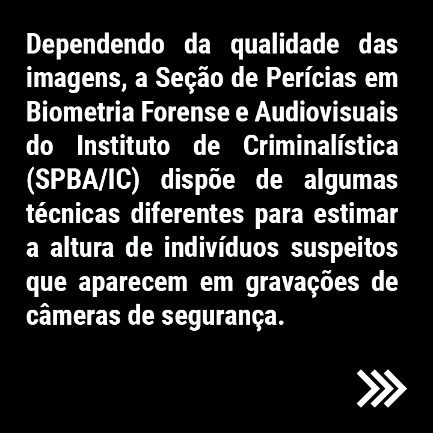 Dependendo da qualidade das
imagens, a Seção de Perícias em
Biometria Forense e Audiovisuais
do Instituto de Criminalística
(SPBA/IC) dispõe de algumas
técnicas diferentes para estimar
a altura de indivíduos suspeitos
que aparecem em gravações de
câmeras de segurança.